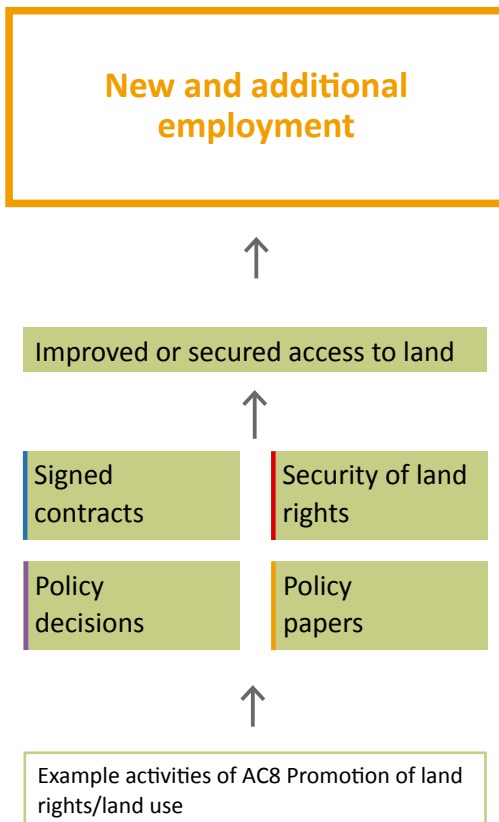 New and additional
employment
Improved or secured access to land
Signed
contracts
Security of land
rights
Policy
decisions
Policy
papers
Example activities of AC8 Promotion of land
rights/land use